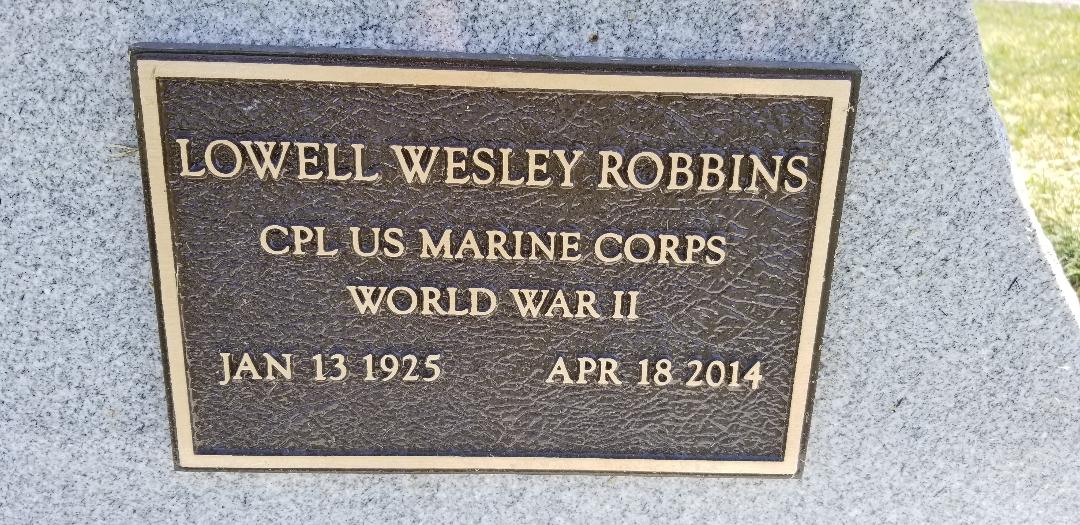 LOWELL WESLEY ROBBINS
CPL US MARINE CORPS
WORLD WAR II
JAN 13 1925 APR 18 2014